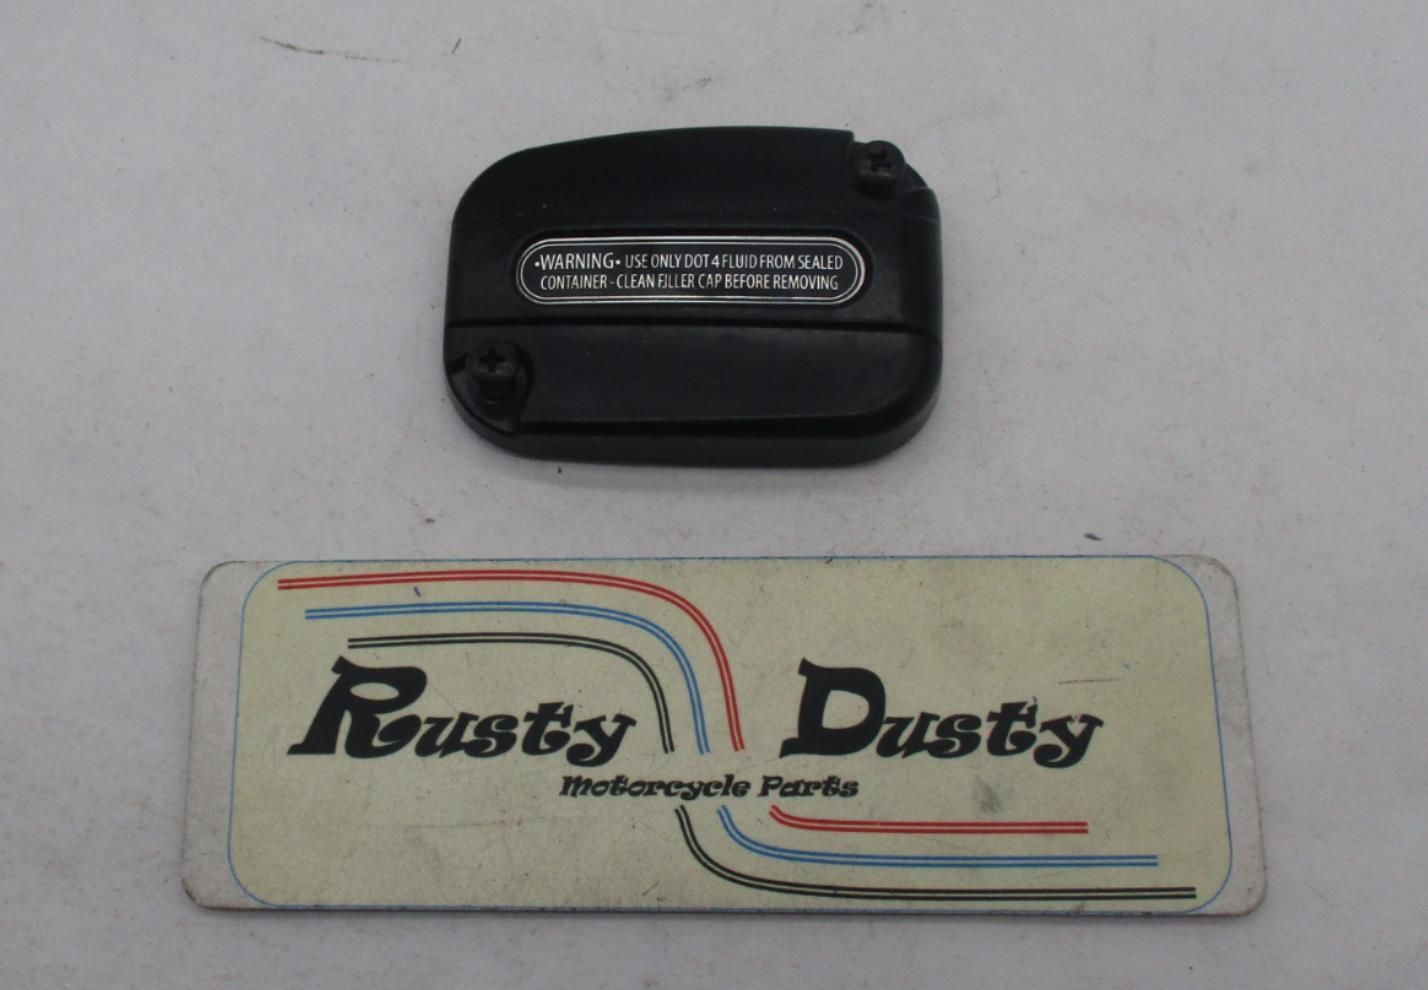 •WARNING• USE ONLY DOT 4 FLUID FROM SEALED
CONTAINER - CLEAN FILLER CAP BEFORE REMOVING
Rusty Dusty
Motorcycle Parts